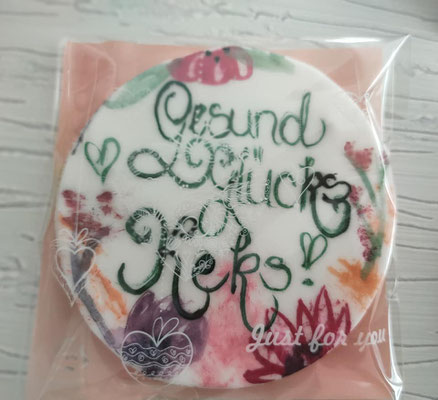 Gesund
& Glücks
Keks!
Just for you